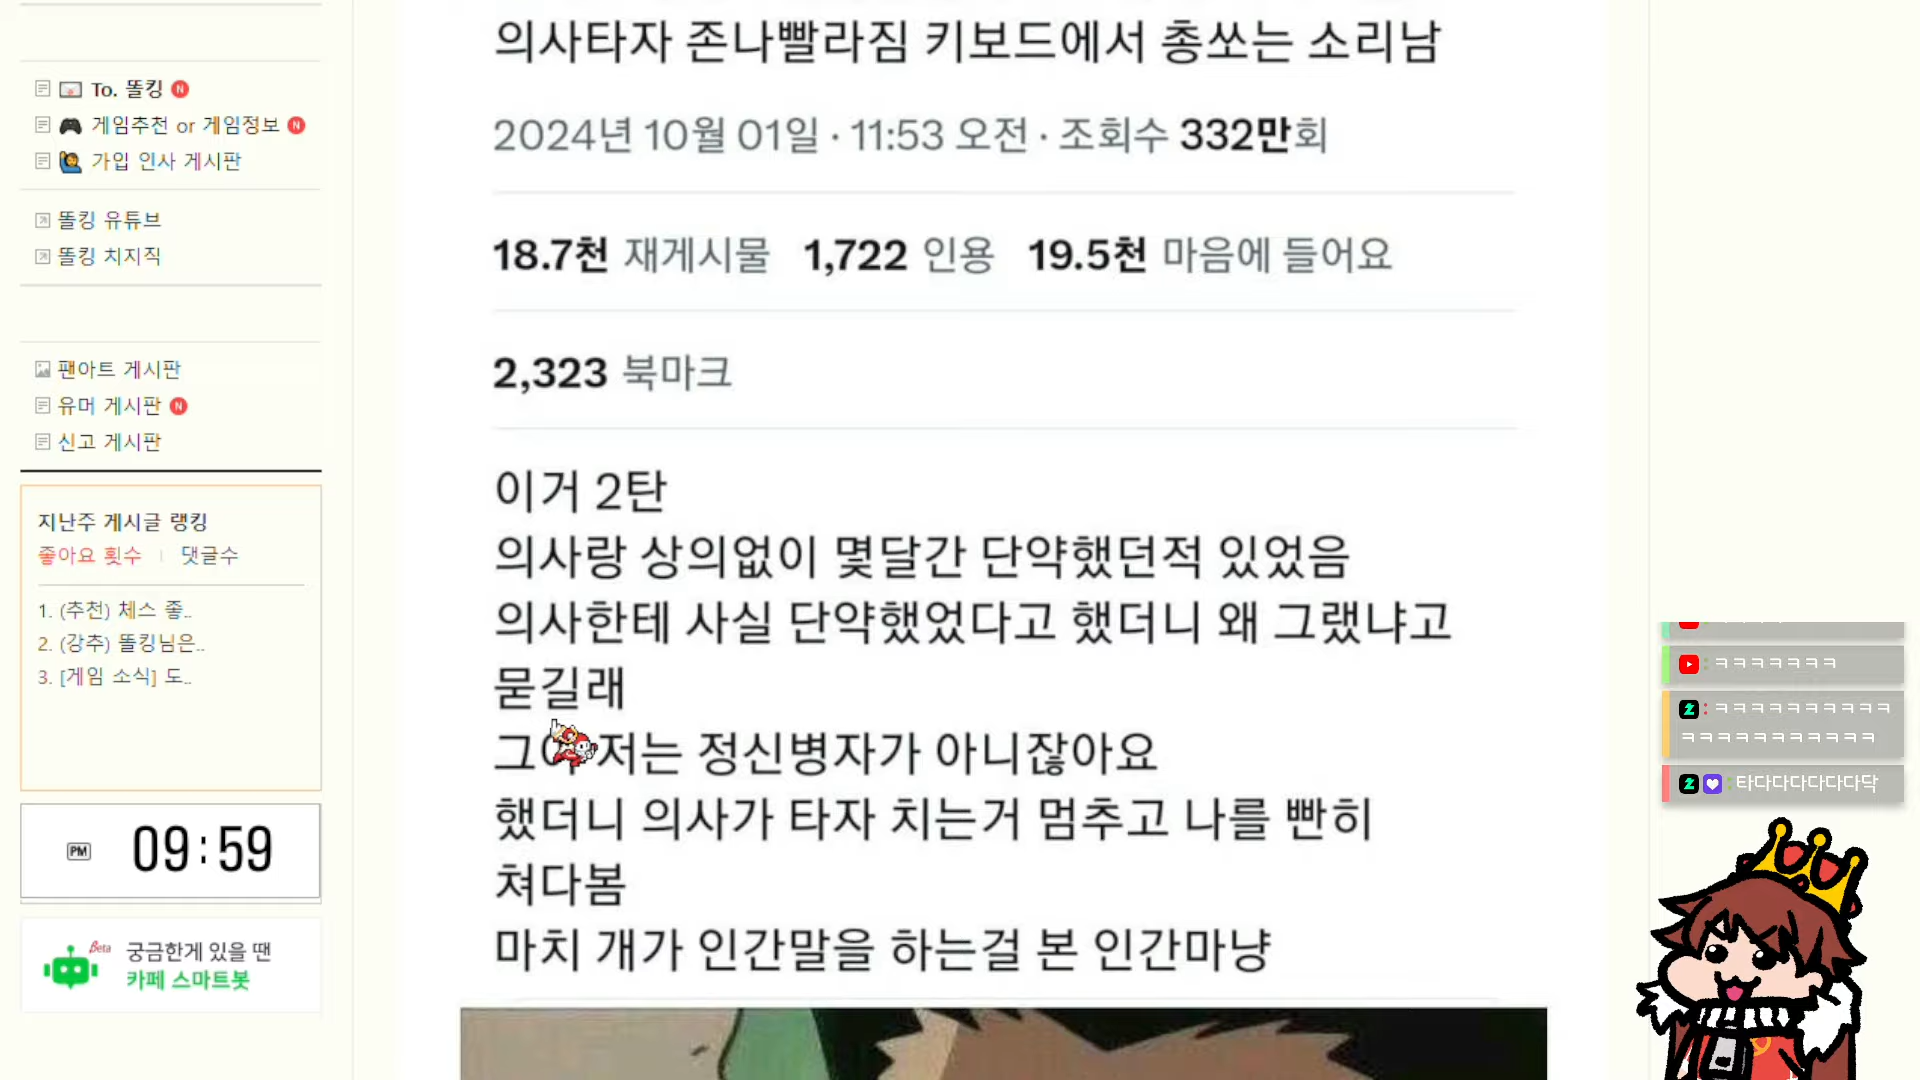 To. 똘킹 N
게임추천 or 게임정보 N
가입 인사 게시판
똘킹 유튜브
똘킹 치지직
팬아트 게시판
유머 게시판 N
신고 게시판
지난주 게시글 랭킹
좋아요 횟수 | 댓글수
1. (추천) 체스 좋..
2. (강추) 똘킹님은..
3. [게임 소식] 도..
PM 09:59
Beta 궁금한게 있을 땐
카페 스마트봇
의사타자 존나빨라짐 키보드에서 총쏘는 소리남
2024년 10월 01일 · 11:53 오전 · 조회수 332만회
18.7천 재게시물 1,722 인용 19.5천 마음에 들어요
2,323 북마크
이거 2탄
의사랑 상의없이 몇달간 단약했던적 있었음
의사한테 사실 단약했었다고 했더니 왜 그랬냐고
묻길래
저는 정신병자가 아니잖아요
했더니 의사가 타자 치는거 멈추고 나를 빤히
쳐다봄
마치 개가 인간말을 하는걸 본 인간마냥
: ㅋㅋㅋㅋㅋㅋㅋ
: ㅋㅋㅋㅋㅋㅋㅋㅋㅋㅋ
ㅋㅋㅋㅋㅋㅋㅋㅋㅋㅋㅋ
: 타다다다다다다닥